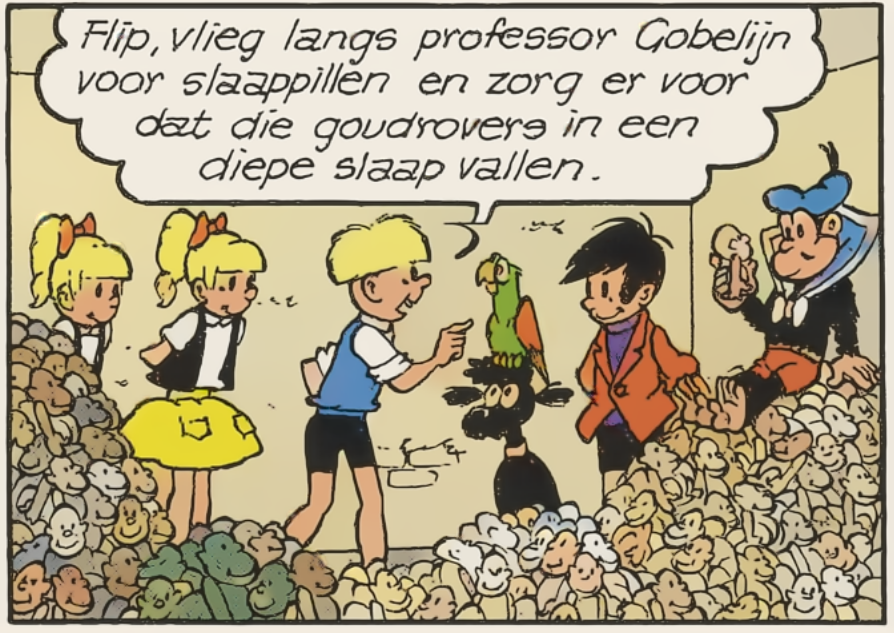 Flip, vlieg langs professor Gobelijn
voor slaappillen en zorg er voor
dat die goudrovers in een
diepe slaap vallen.